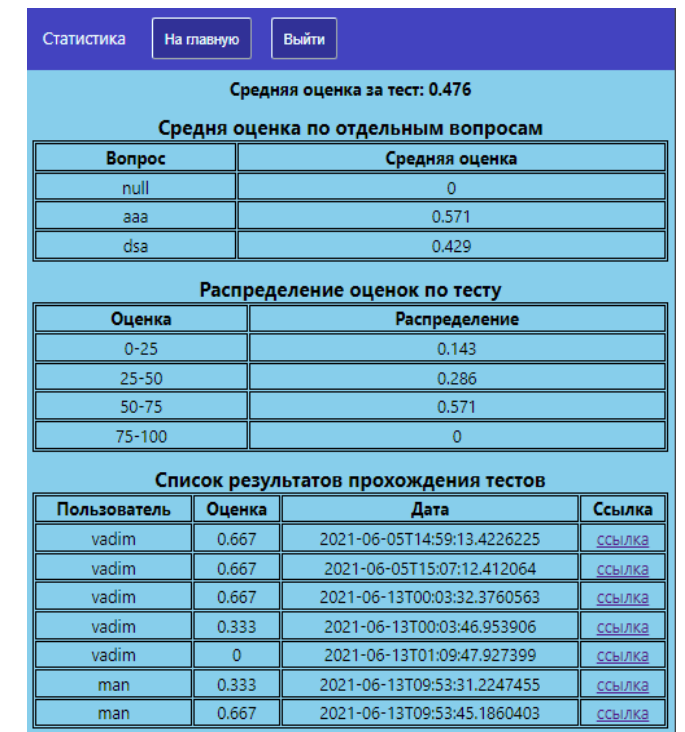 Статистика На главную Выйти
Средняя оценка за тест: 0.476
Средня оценка по отдельным вопросам
Вопрос Средняя оценка
null 0
aaa 0.571
dsa 0.429
Распределение оценок по тесту
Оценка Распределение
0-25 0.143
25-50 0.286
50-75 0.571
75-100 0
Список результатов прохождения тестов
Пользователь Оценка Дата Ссылка
vadim 0.667 2021-06-05T14:59:13.4226225 ссылка
vadim 0.667 2021-06-05T15:07:12.412064 ссылка
vadim 0.667 2021-06-13T00:03:32.3760563 ссылка
vadim 0.333 2021-06-13T00:03:46.953906 ссылка
vadim 0 2021-06-13T01:09:47.927399 ссылка
man 0.333 2021-06-13T09:53:31.2247455 ссылка
man 0.667 2021-06-13T09:53:45.1860403 ссылка